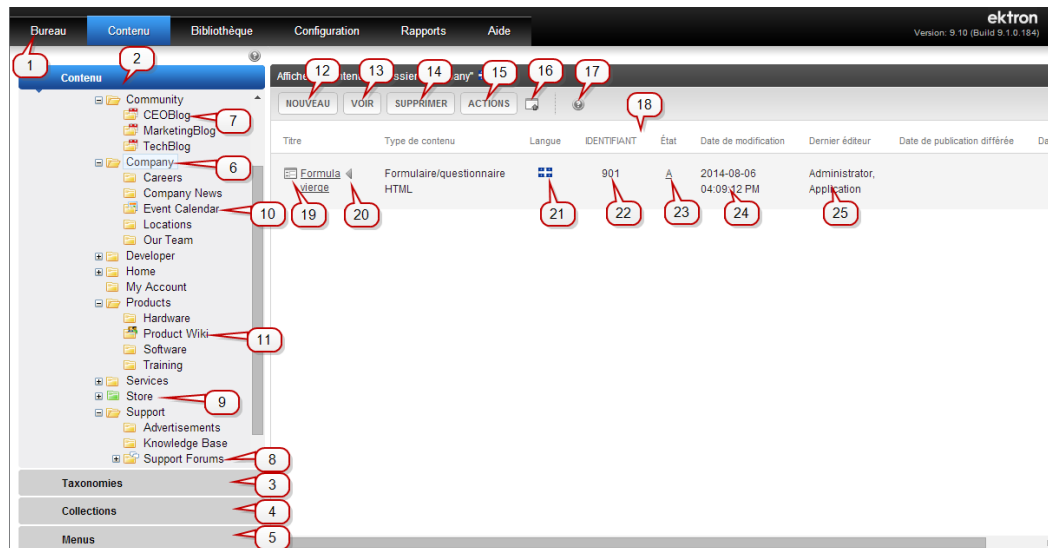 ektron
Version: 9.10 (Build 9.1.0.184)
Bureau Contenu Bibliothèque Configuration Rapports Aide
1
2
Contenu
Community
CEOBlog
7
MarketingBlog
TechBlog
Company
6
Careers
Company News
Event Calendar
10
Locations
Our Team
Developer
Home
My Account
Products
Hardware
Product Wiki
11
Software
Training
Services
Store
9
Support
Advertisements
Knowledge Base
Support Forums
8
Taxonomies
3
Collections
4
Menus
5
12 13 14 15 16 17
NOUVEAU VOIR SUPPRIMER ACTIONS
18
Titre Type de contenu Langue IDENTIFIANT État Date de modification Dernier éditeur Date de publication différée Da
Formula vierge
Formulaire/questionnaire HTML
901
A
2014-08-06 04:09:12 PM
Administrator, Application
19 20 21 22 23 24 25